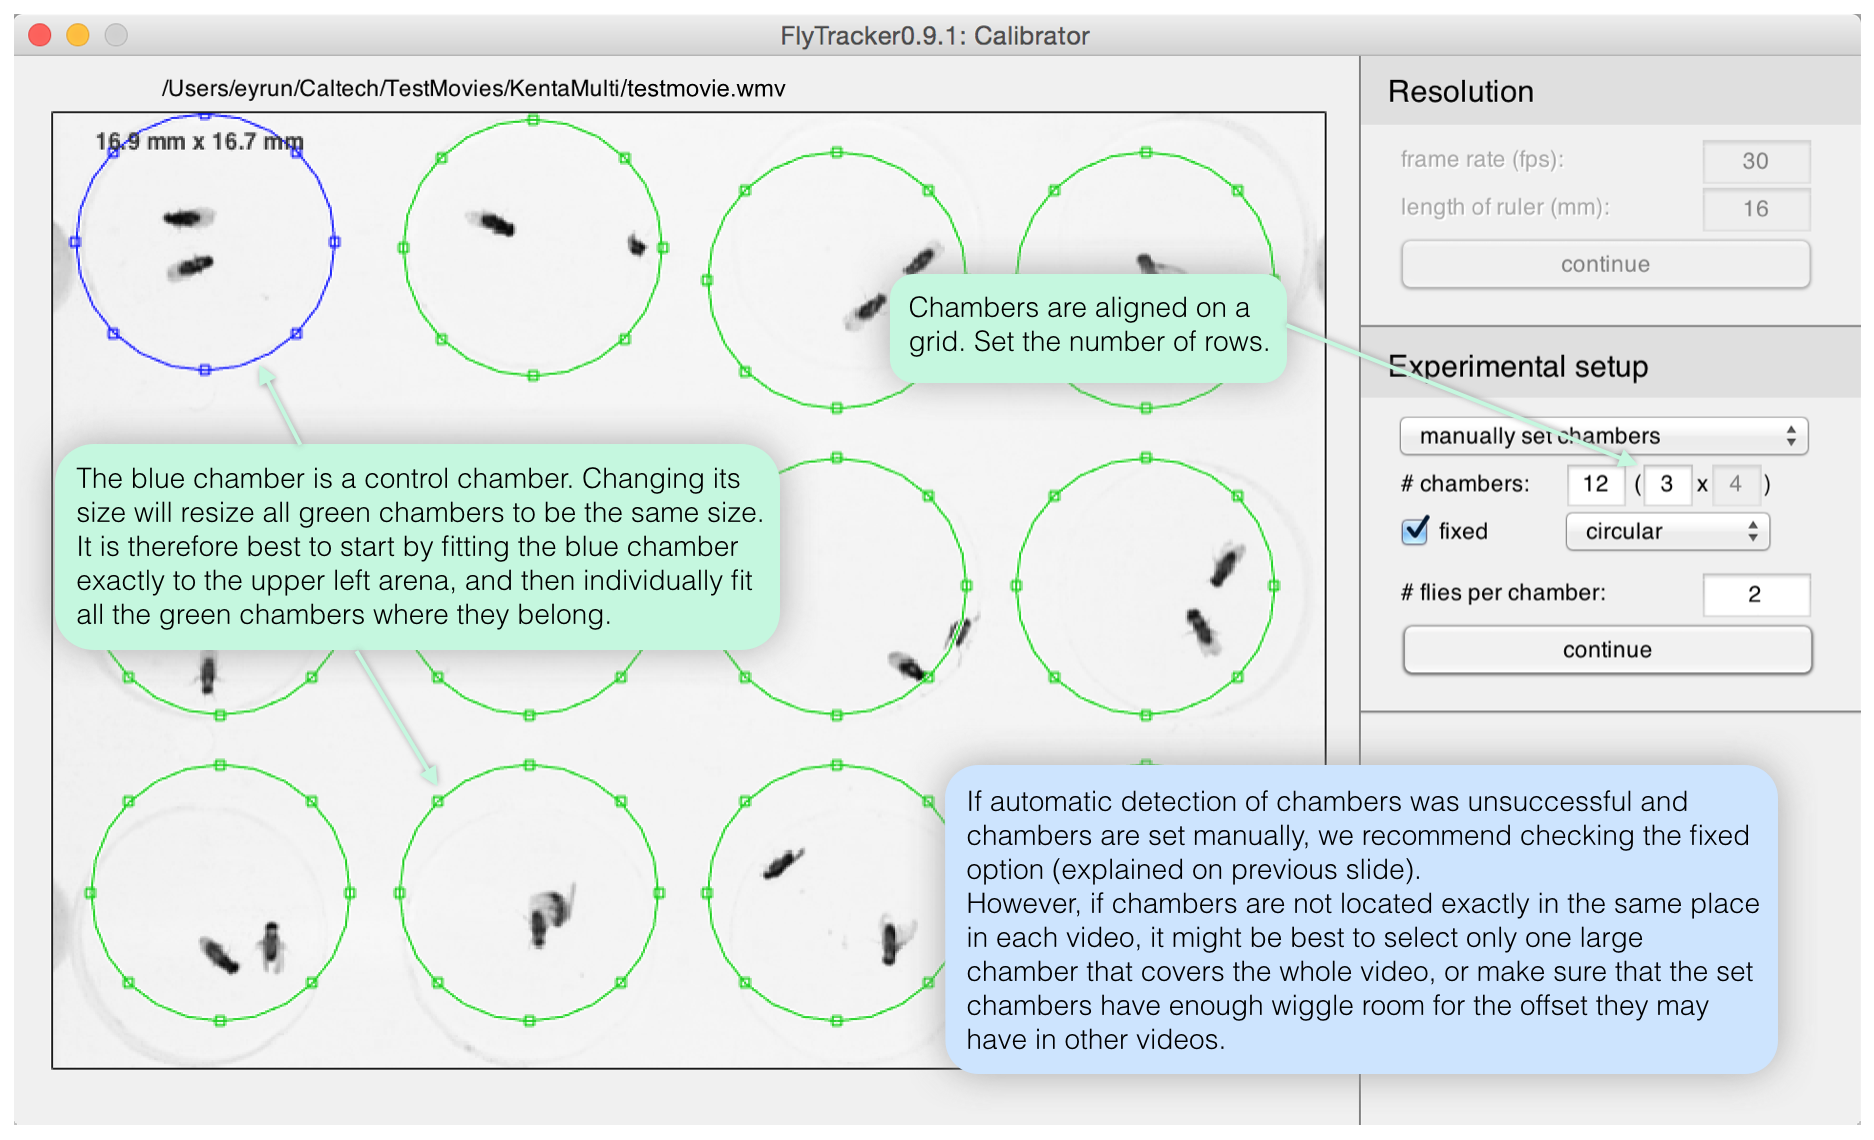 FlyTracker0.9.1: Calibrator
/Users/eyrun/Caltech/TestMovies/KentaMulti/testmovie.wmv
16.9 mm x 16.7 mm
Chambers are aligned on a
grid. Set the number of rows.
The blue chamber is a control chamber. Changing its
size will resize all green chambers to be the same size.
It is therefore best to start by fitting the blue chamber
exactly to the upper left arena, and then individually fit
all the green chambers where they belong.
Resolution
frame rate (fps): 30
length of ruler (mm): 16
continue
Experimental setup
manually set chambers
# chambers: 12 ( 3 x 4 )
fixed circular
# flies per chamber: 2
continue
If automatic detection of chambers was unsuccessful and
chambers are set manually, we recommend checking the fixed
option (explained on previous slide).
However, if chambers are not located exactly in the same place
in each video, it might be best to select only one large
chamber that covers the whole video, or make sure that the set
chambers have enough wiggle room for the offset they may
have in other videos.